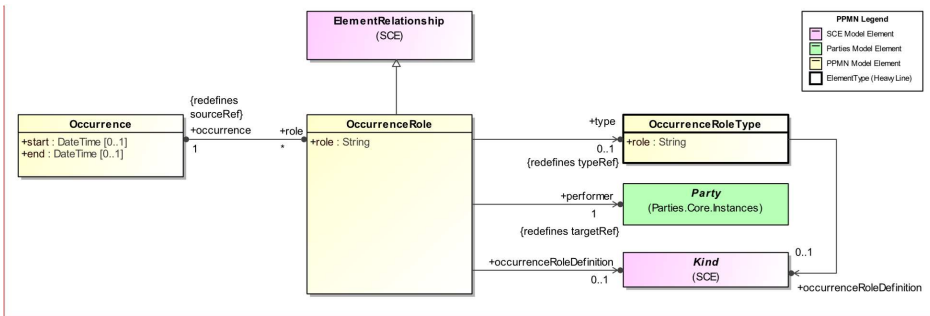 ElementRelationship
(SCE)
PPMN Legend
SCE Model Element
Parties Model Element
PPMN Model Element
ElementType (Heavy Line)
{redefines
sourceRef}
+occurrence
1
+role
*
Occurrence
+start : DateTime [0..1]
+end : DateTime [0..1]
OccurrenceRole
+role : String
+type
0..1
{redefines typeRef}
OccurrenceRoleType
+role : String
+performer
1
{redefines targetRef}
Party
(Parties.Core.Instances)
+occurrenceRoleDefinition
0..1
Kind
(SCE)
0..1
+occurrenceRoleDefinition